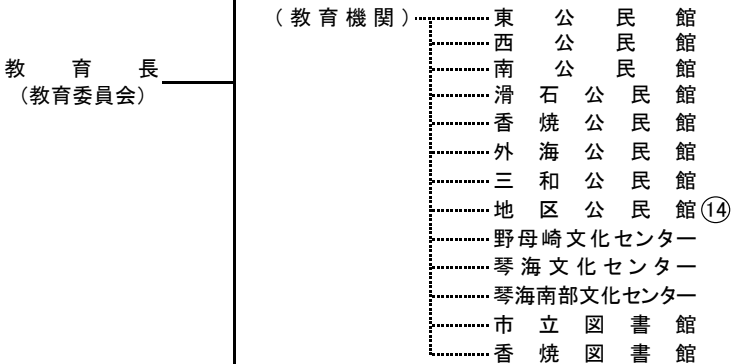 (教育機関)
東公民館
西公民館
南公民館
教育長
(教育委員会)
滑石公民館
香焼公民館
外海公民館
三和公民館
地区公民館⑭
野母崎文化センター
琴海文化センター
琴海南部文化センター
市立図書館
香焼図書館